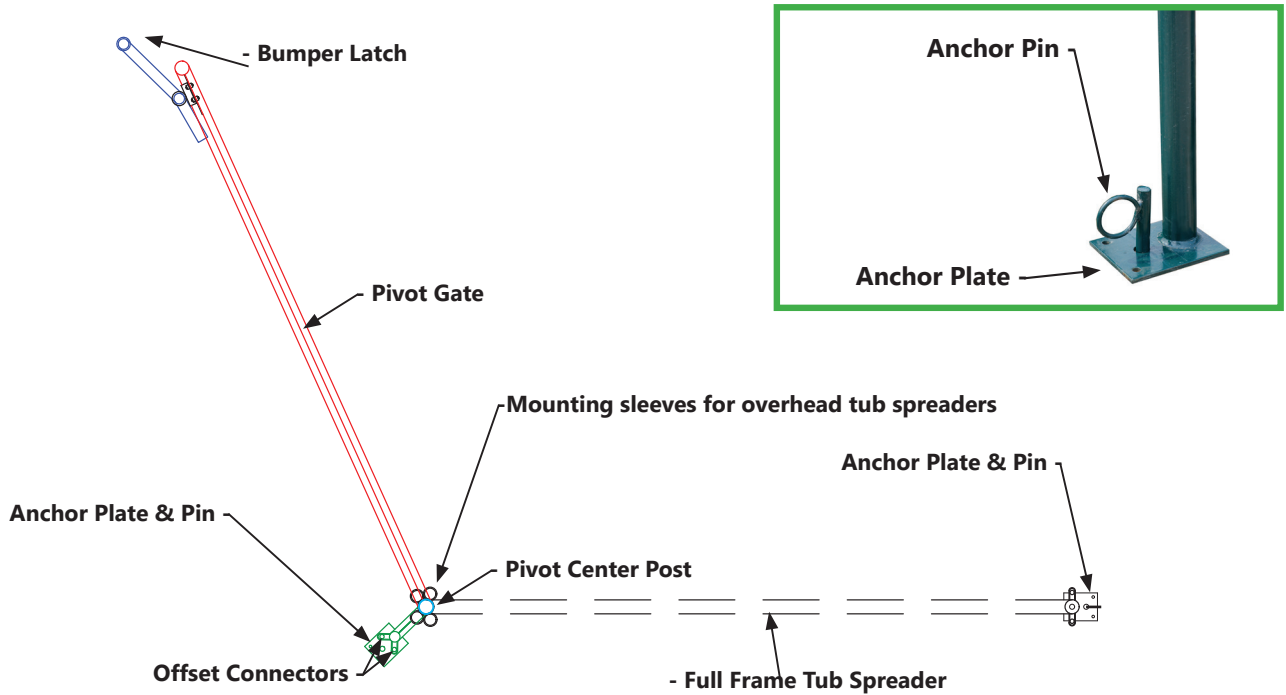 - Bumper Latch
Anchor Pin
Anchor Plate -
- Pivot Gate
-Mounting sleeves for overhead tub spreaders
Anchor Plate & Pin -
Anchor Plate & Pin -
- Pivot Center Post
Offset Connectors -
- Full Frame Tub Spreader